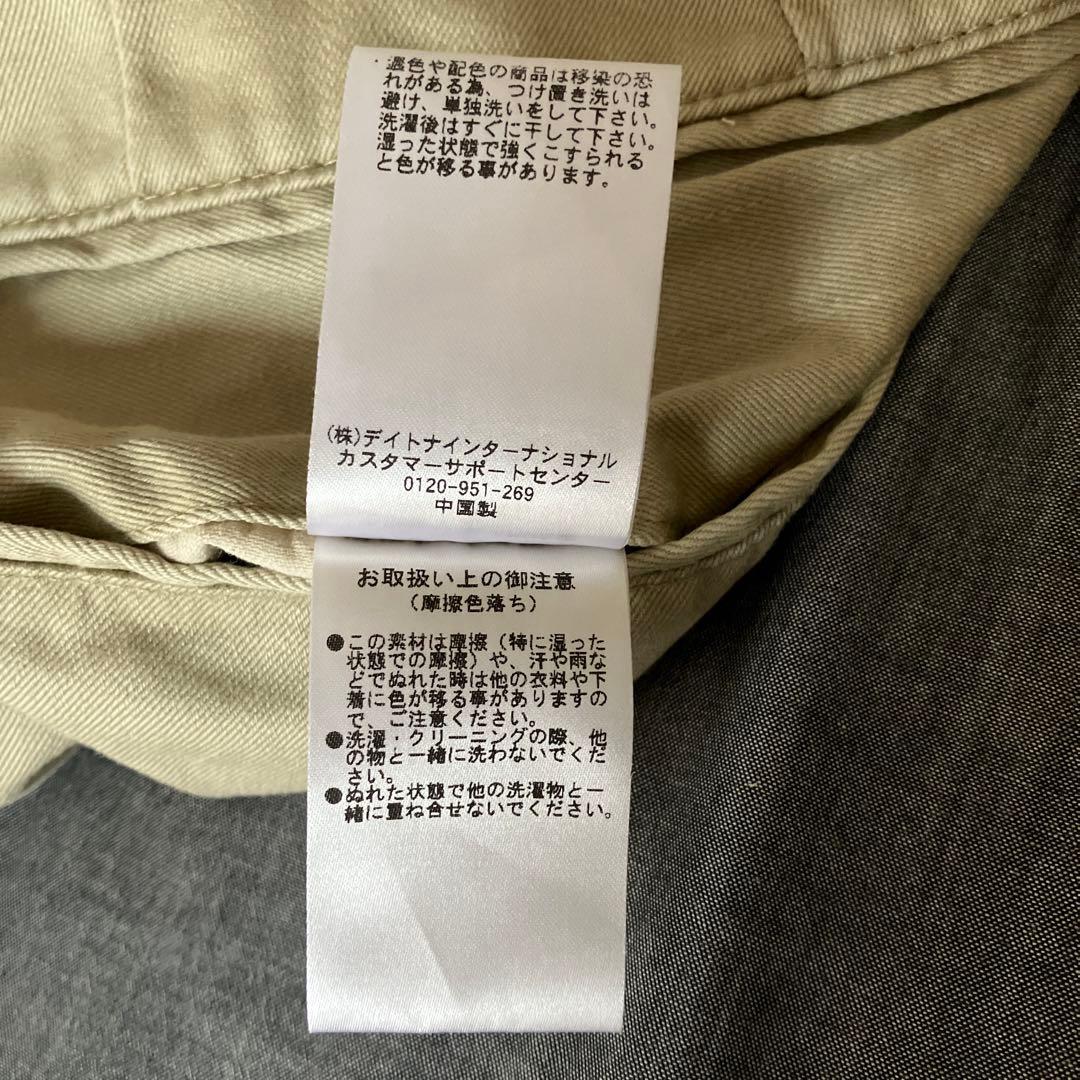 ・濃色や配色の商品は移染の恐
れがある為、つけ置き洗いは
避け、単独洗いをして下さい。
洗濯後はすぐに干して下さい。
湿った状態で強くこすられる
と色が移る事があります。
(株)デイトナインターナショナル
カスタマーサポートセンター
0120-951-269
中国製
お取扱い上の御注意
(摩擦色落ち)
●この素材は摩擦(特に湿った
状態での摩擦)や、汗や雨な
どでぬれた時は他の衣料や下
着に色が移る事がありますの
で、ご注意ください。
●洗濯・クリーニングの際、他
の物と一緒に洗わないでくだ
さい。
●ぬれた状態で他の洗濯物と一
緒に重ね合せないでください。